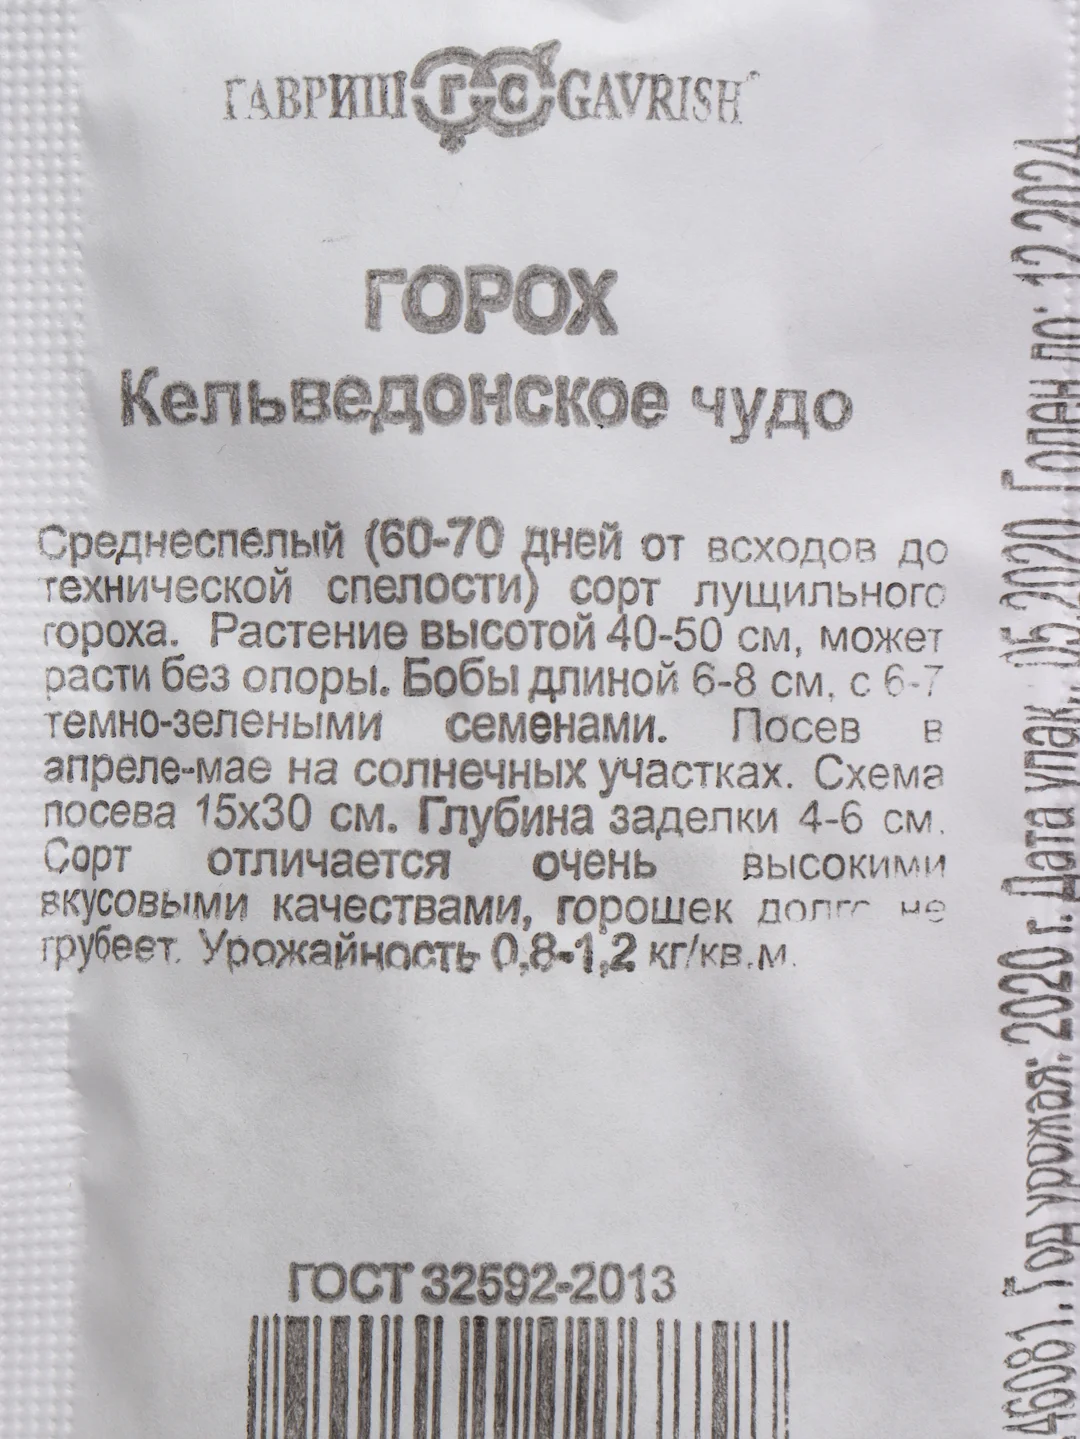 ГАВРИШ ГС GAVRISH
ГОРОХ
Кельведонское чудо
Среднеспелый (60-70 дней от всходов до
технической спелости) сорт лущильного
гороха. Растение высотой 40-50 см, может
расти без опоры. Бобы длиной 6-8 см, с 6-7
темно-зелеными семенами. Посев в
апреле-мае на солнечных участках. Схема
посева 15х30 см. Глубина заделки 4-6 см.
Сорт отличается очень высокими
вкусовыми качествами, горошек долго не
грубеет. Урожайность 0,8-1,2 кг/кв.м.
ГОСТ 32592-2013
46081. Год урожая: 2020 г. Дата упак.: 05.2020 Годен до: 12.2024